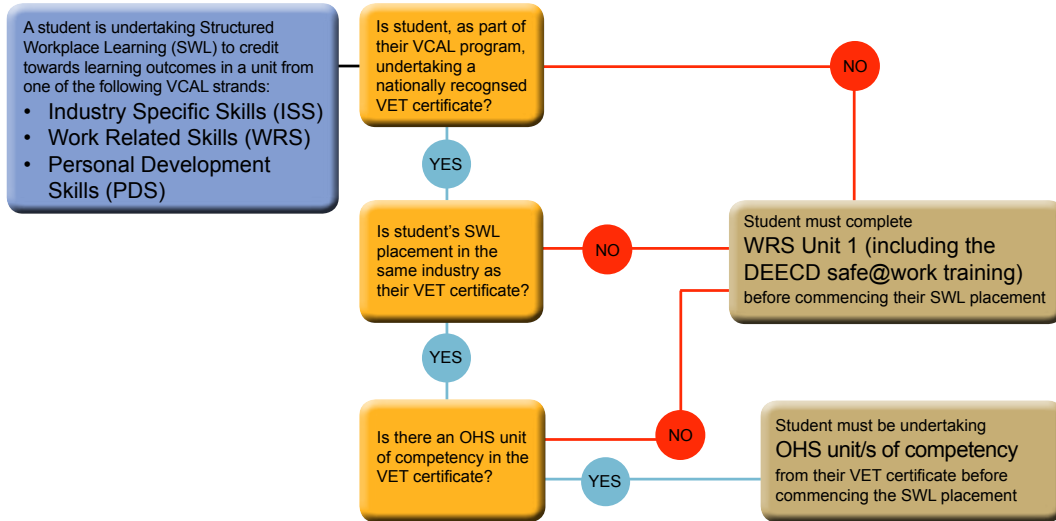 A student is undertaking Structured
Workplace Learning (SWL) to credit
towards learning outcomes in a unit from
one of the following VCAL strands:
• Industry Specific Skills (ISS)
• Work Related Skills (WRS)
• Personal Development
Skills (PDS)
Is student, as part of
their VCAL program,
undertaking a
nationally recognsed
VET certificate?
NO
YES
Is student’s SWL
placement in the
same industry as
their VET certificate?
NO
Student must complete
WRS Unit 1 (including the
DEECD safe@work training)
before commencing their SWL placement
YES
Is there an OHS unit
of competency in the
VET certificate?
NO
YES
Student must be undertaking
OHS unit/s of competency
from their VET certificate before
commencing the SWL placement